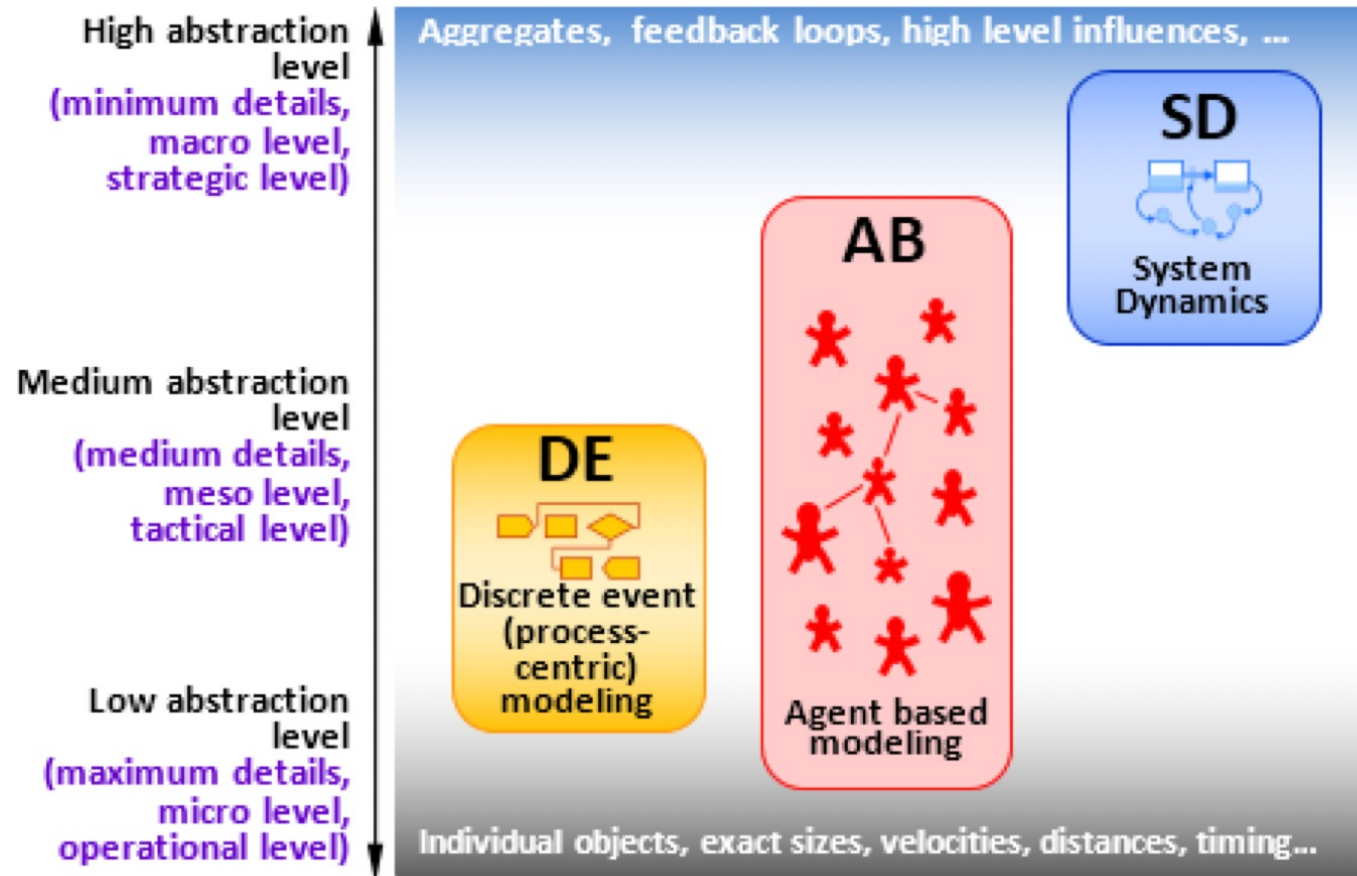 High abstraction
level
(minimum details,
macro level,
strategic level)
Aggregates, feedback loops, high level influences, ...
SD
System
Dynamics
AB
Medium abstraction
level
(medium details,
meso level,
tactical level)
DE
Discrete event
(process-
centric)
modeling
Agent based
modeling
Low abstraction
level
(maximum details,
micro level,
operational level)
Individual objects, exact sizes, velocities, distances, timing...